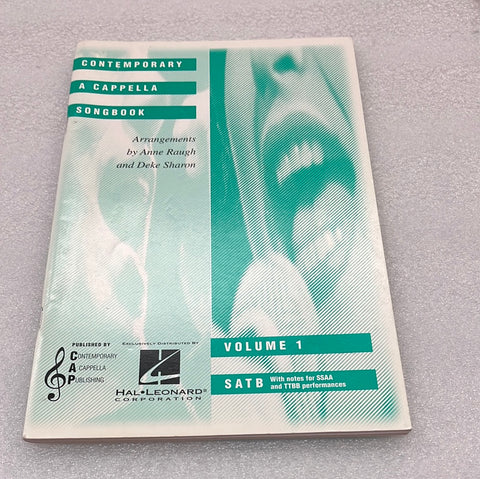 CONTEMPORARY
A CAPPELLA
SONGBOOK
Arrangements
by Anne Raugh
and Deke Sharon
PUBLISHED BY
CONTEMPORARY
A CAPPELLA
PUBLISHING
EXCLUSIVELY DISTRIBUTED BY
HAL•LEONARD®
CORPORATION
VOLUME 1
SATB With notes for SSAA
and TTBB performances